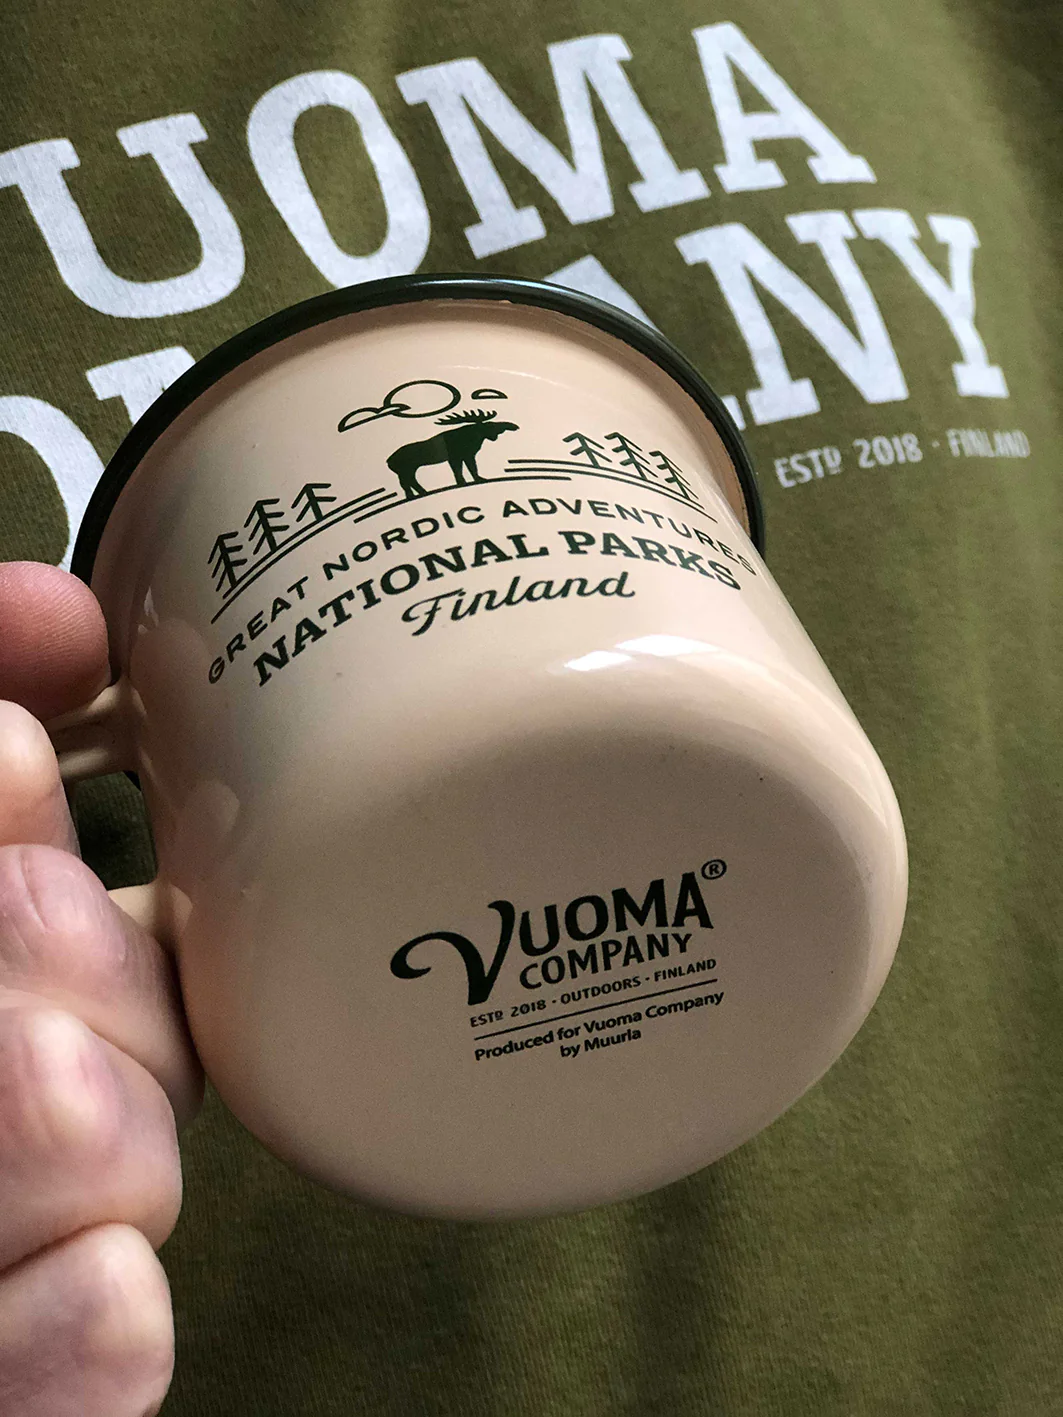 UOMA
ANY
ESTD 2018 · FINLAND
GREAT NORDIC ADVENTURES
NATIONAL PARKS
Finland
VUOMA®
COMPANY
ESTD 2018 · OUTDOORS · FINLAND
Produced for Vuoma Company
by Muurla